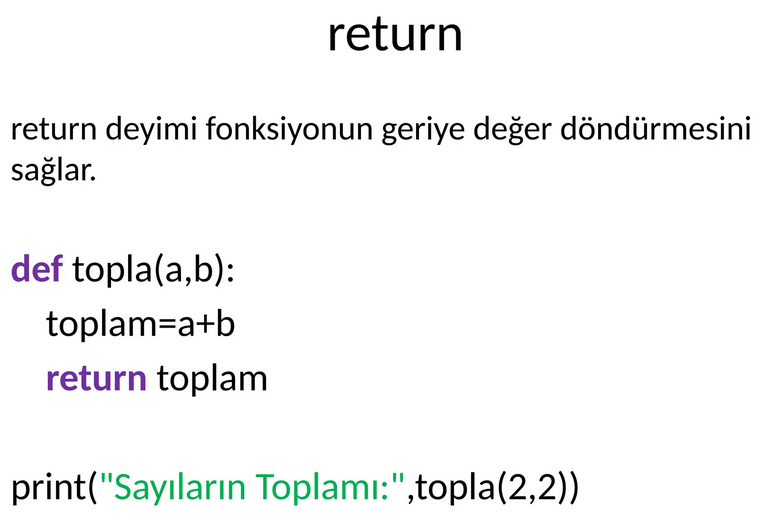 return
return deyimi fonksiyonun geriye değer döndürmesini
sağlar.
def topla(a,b):
toplam=a+b
return toplam
print("Sayıların Toplamı:",topla(2,2))